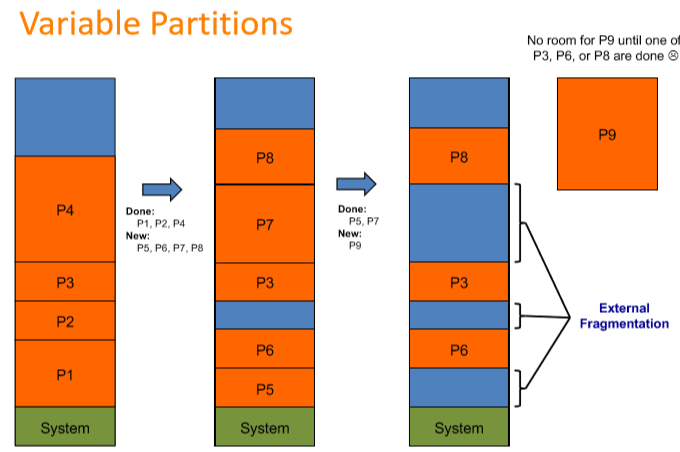 Variable Partitions
No room for P9 until one of
P3, P6, or P8 are done ☹
P4
P3
P2
P1
System
Done:
P1, P2, P4
New:
P5, P6, P7, P8
P8
P7
P3
P6
P5
System
Done:
P5, P7
New:
P9
P8
P3
P6
System
P9
External
Fragmentation